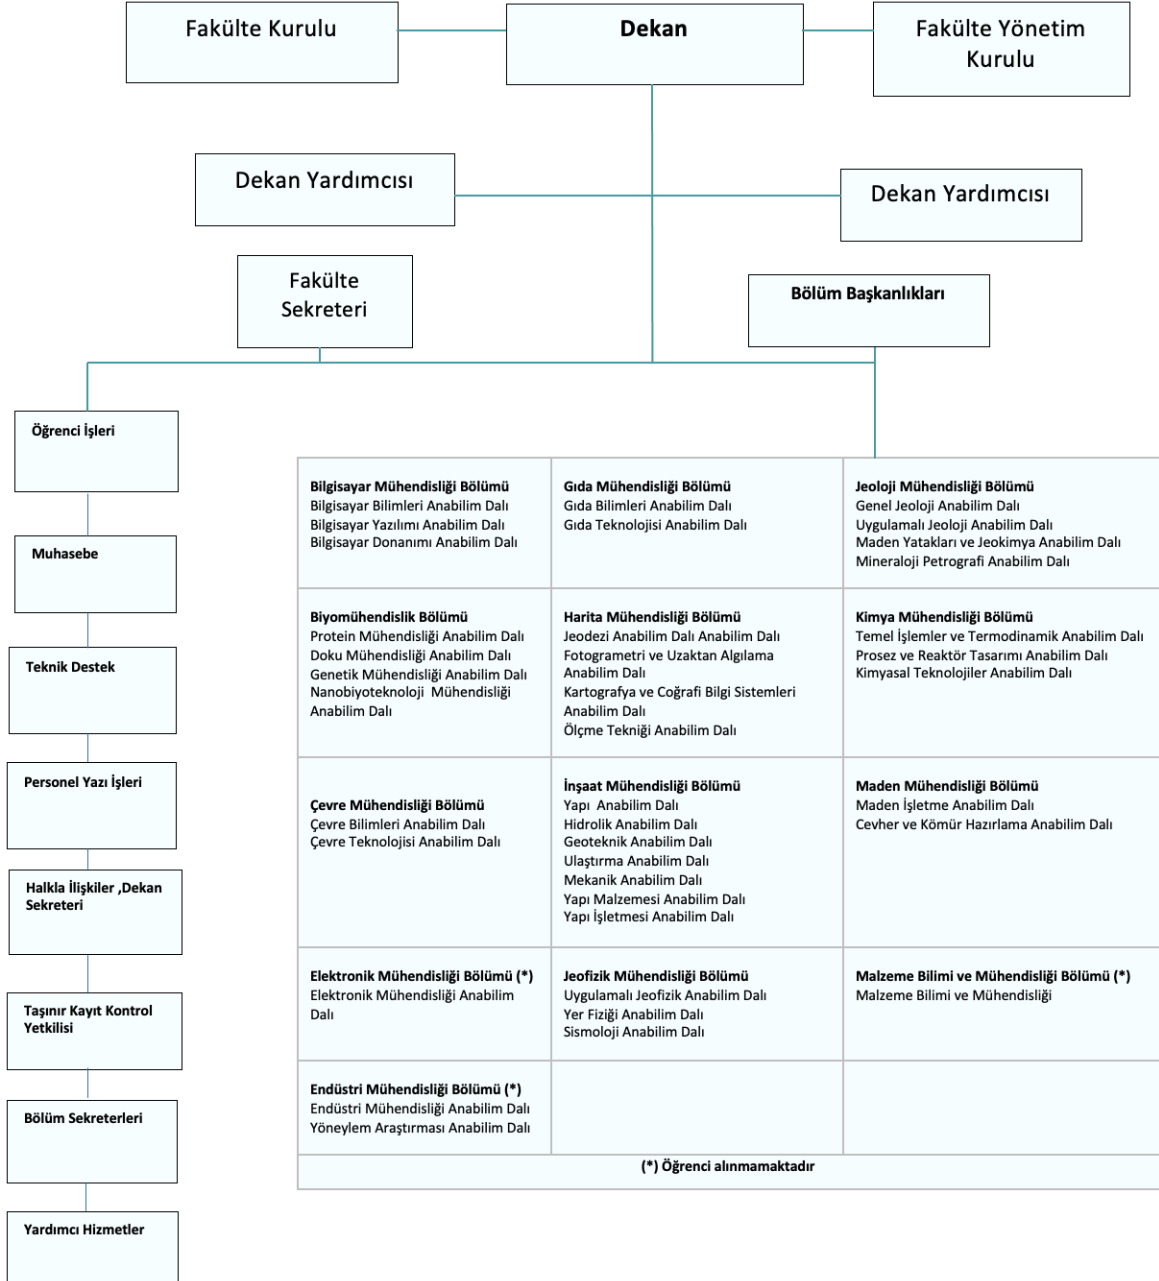 Fakülte Kurulu
Dekan
Fakülte Yönetim
Kurulu
Dekan Yardımcısı
Dekan Yardımcısı
Fakülte
Sekreteri
Bölüm Başkanlıkları
Öğrenci İşleri
Muhasebe
Teknik Destek
Personel Yazı İşleri
Halkla İlişkiler ,Dekan
Sekreteri
Taşınır Kayıt Kontrol
Yetkilisi
Bölüm Sekreterleri
Yardımcı Hizmetler
Bilgisayar Mühendisliği Bölümü
Bilgisayar Bilimleri Anabilim Dalı
Bilgisayar Yazılımı Anabilim Dalı
Bilgisayar Donanımı Anabilim Dalı
Gıda Mühendisliği Bölümü
Gıda Bilimleri Anabilim Dalı
Gıda Teknolojisi Anabilim Dalı
Jeoloji Mühendisliği Bölümü
Genel Jeoloji Anabilim Dalı
Uygulamalı Jeoloji Anabilim Dalı
Maden Yatakları ve Jeokimya Anabilim Dalı
Mineraloji Petrografi Anabilim Dalı
Biyomühendislik Bölümü
Protein Mühendisliği Anabilim Dalı
Doku Mühendisliği Anabilim Dalı
Genetik Mühendisliği Anabilim Dalı
Nanobiyoteknoloji Mühendisliği
Anabilim Dalı
Harita Mühendisliği Bölümü
Jeodezi Anabilim Dalı Anabilim Dalı
Fotogrametri ve Uzaktan Algılama
Anabilim Dalı
Kartografya ve Coğrafi Bilgi Sistemleri
Anabilim Dalı
Ölçme Tekniği Anabilim Dalı
Kimya Mühendisliği Bölümü
Temel İşlemler ve Termodinamik Anabilim Dalı
Prosez ve Reaktör Tasarımı Anabilim Dalı
Kimyasal Teknolojiler Anabilim Dalı
Çevre Mühendisliği Bölümü
Çevre Bilimleri Anabilim Dalı
Çevre Teknolojisi Anabilim Dalı
İnşaat Mühendisliği Bölümü
Yapı Anabilim Dalı
Hidrolik Anabilim Dalı
Geoteknik Anabilim Dalı
Ulaştırma Anabilim Dalı
Mekanik Anabilim Dalı
Yapı Malzemesi Anabilim Dalı
Yapı İşletmesi Anabilim Dalı
Maden Mühendisliği Bölümü
Maden İşletme Anabilim Dalı
Cevher ve Kömür Hazırlama Anabilim Dalı
Elektronik Mühendisliği Bölümü (*)
Elektronik Mühendisliği Anabilim
Dalı
Jeofizik Mühendisliği Bölümü
Uygulamalı Jeofizik Anabilim Dalı
Yer Fiziği Anabilim Dalı
Sismoloji Anabilim Dalı
Malzeme Bilimi ve Mühendisliği Bölümü (*)
Malzeme Bilimi ve Mühendisliği
Endüstri Mühendisliği Bölümü (*)
Endüstri Mühendisliği Anabilim Dalı
Yöneylem Araştırması Anabilim Dalı
(*) Öğrenci alınmamaktadır